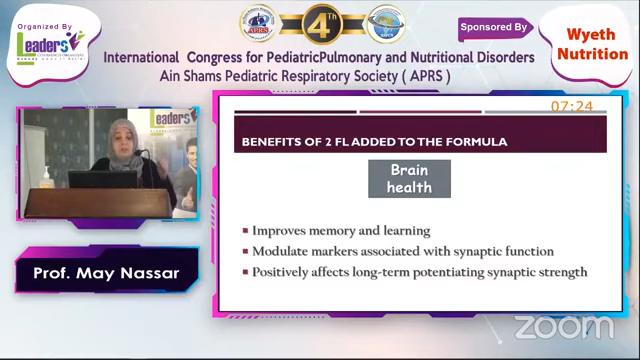 Organized By
Leaders
4th
APRS
Sponsored By
Wyeth
Nutrition
International Congress for PediatricPulmonary and Nutritional Disorders
Ain Shams Pediatric Respiratory Society ( APRS )
07:24
Leaders
BENEFITS OF 2 FL ADDED TO THE FORMULA
Brain
health
Improves memory and learning
Modulate markers associated with synaptic function
Positively affects long-term potentiating synaptic strength
Prof. May Nassar
zoom